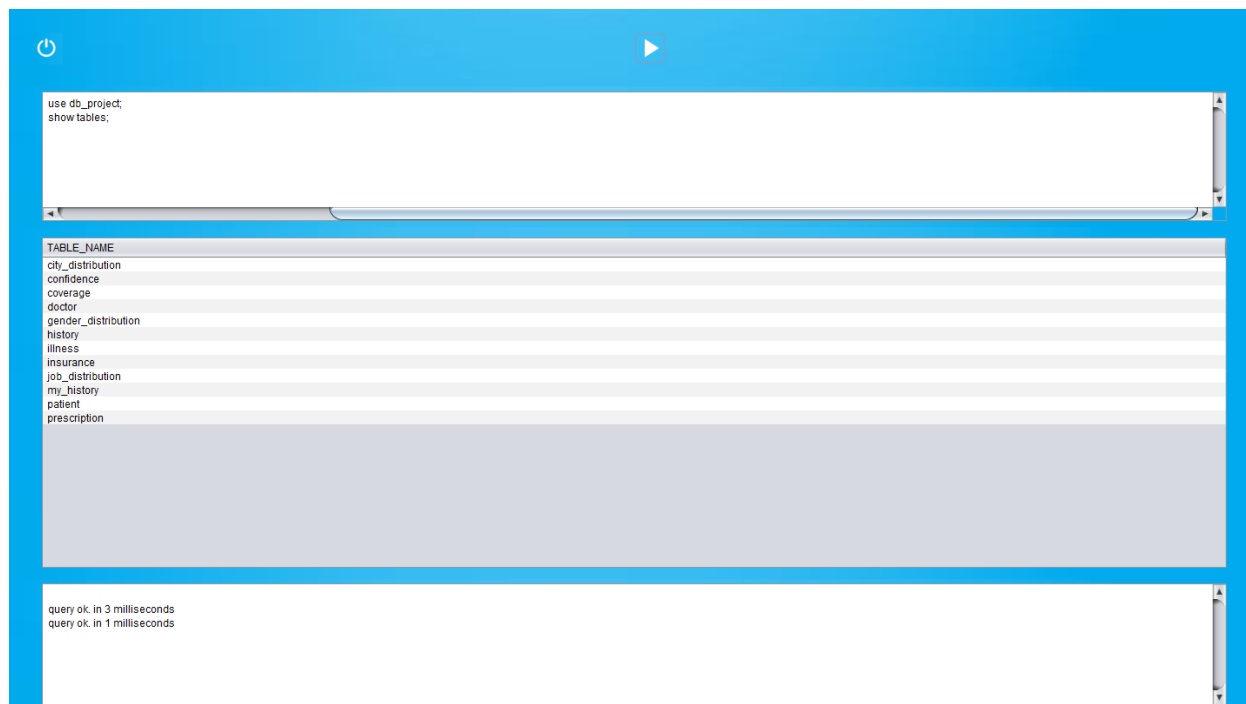 use db_project;
show tables;
TABLE_NAME
city_distribution
confidence
coverage
doctor
gender_distribution
history
illness
insurance
job_distribution
my_history
patient
prescription
query ok. in 3 milliseconds
query ok. in 1 milliseconds